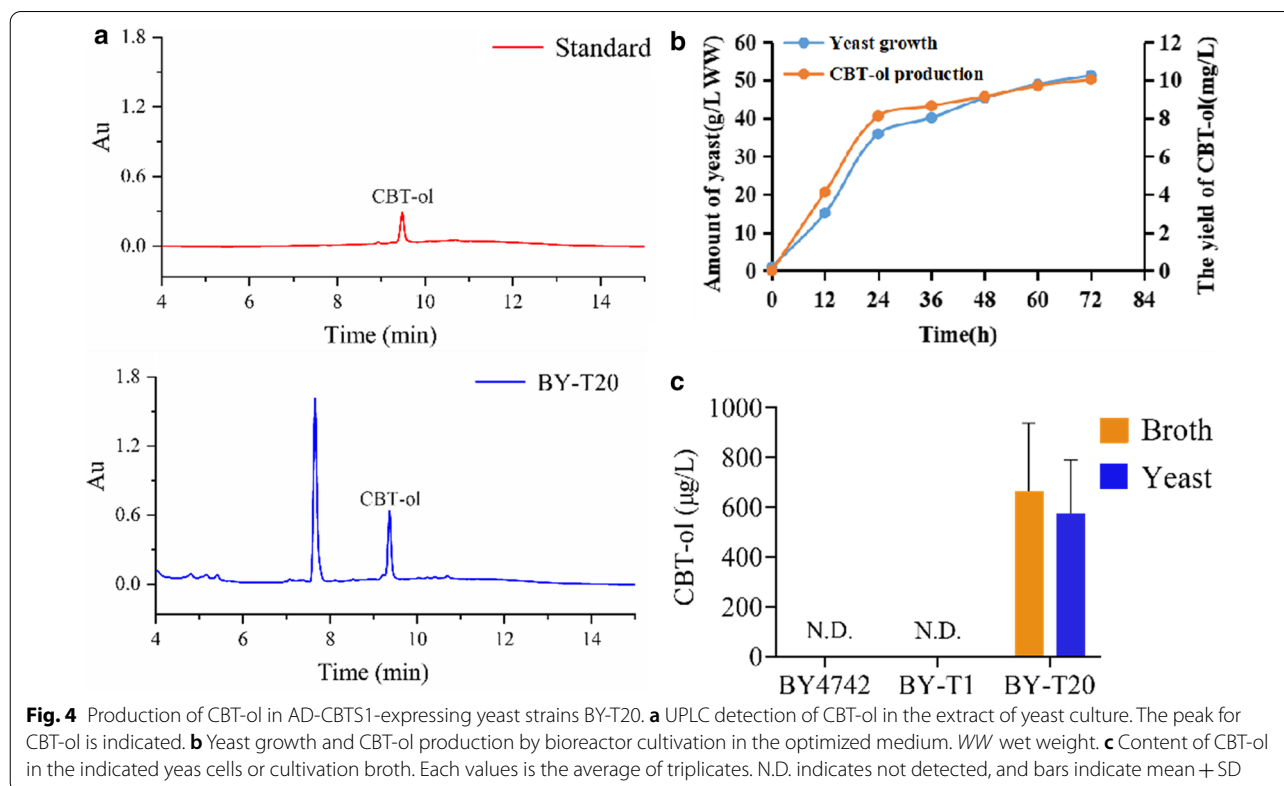 a
1.8
1.2
0.6
0.0
Au
Standard
CBT-ol
4 6 8 10 12 14
Time (min)
1.8
1.2
0.6
0.0
Au
BY-T20
CBT-ol
4 6 8 10 12 14
Time (min)
b
Yeast growth
CBT-ol production
60
50
40
30
20
10
0
Amount of yeast(g/L WW)
12
10
8
6
4
2
0
The yield of CBT-ol(mg/L)
0 12 24 36 48 60 72 84
Time(h)
c
1000
800
600
400
200
0
CBT-ol (μg/L)
Broth
Yeast
N.D. N.D.
BY4742 BY-T1 BY-T20
Fig. 4 Production of CBT-ol in AD-CBTS1-expressing yeast strains BY-T20. a UPLC detection of CBT-ol in the extract of yeast culture. The peak for
CBT-ol is indicated. b Yeast growth and CBT-ol production by bioreactor cultivation in the optimized medium. WW wet weight. c Content of CBT-ol
in the indicated yeas cells or cultivation broth. Each values is the average of triplicates. N.D. indicates not detected, and bars indicate mean + SD